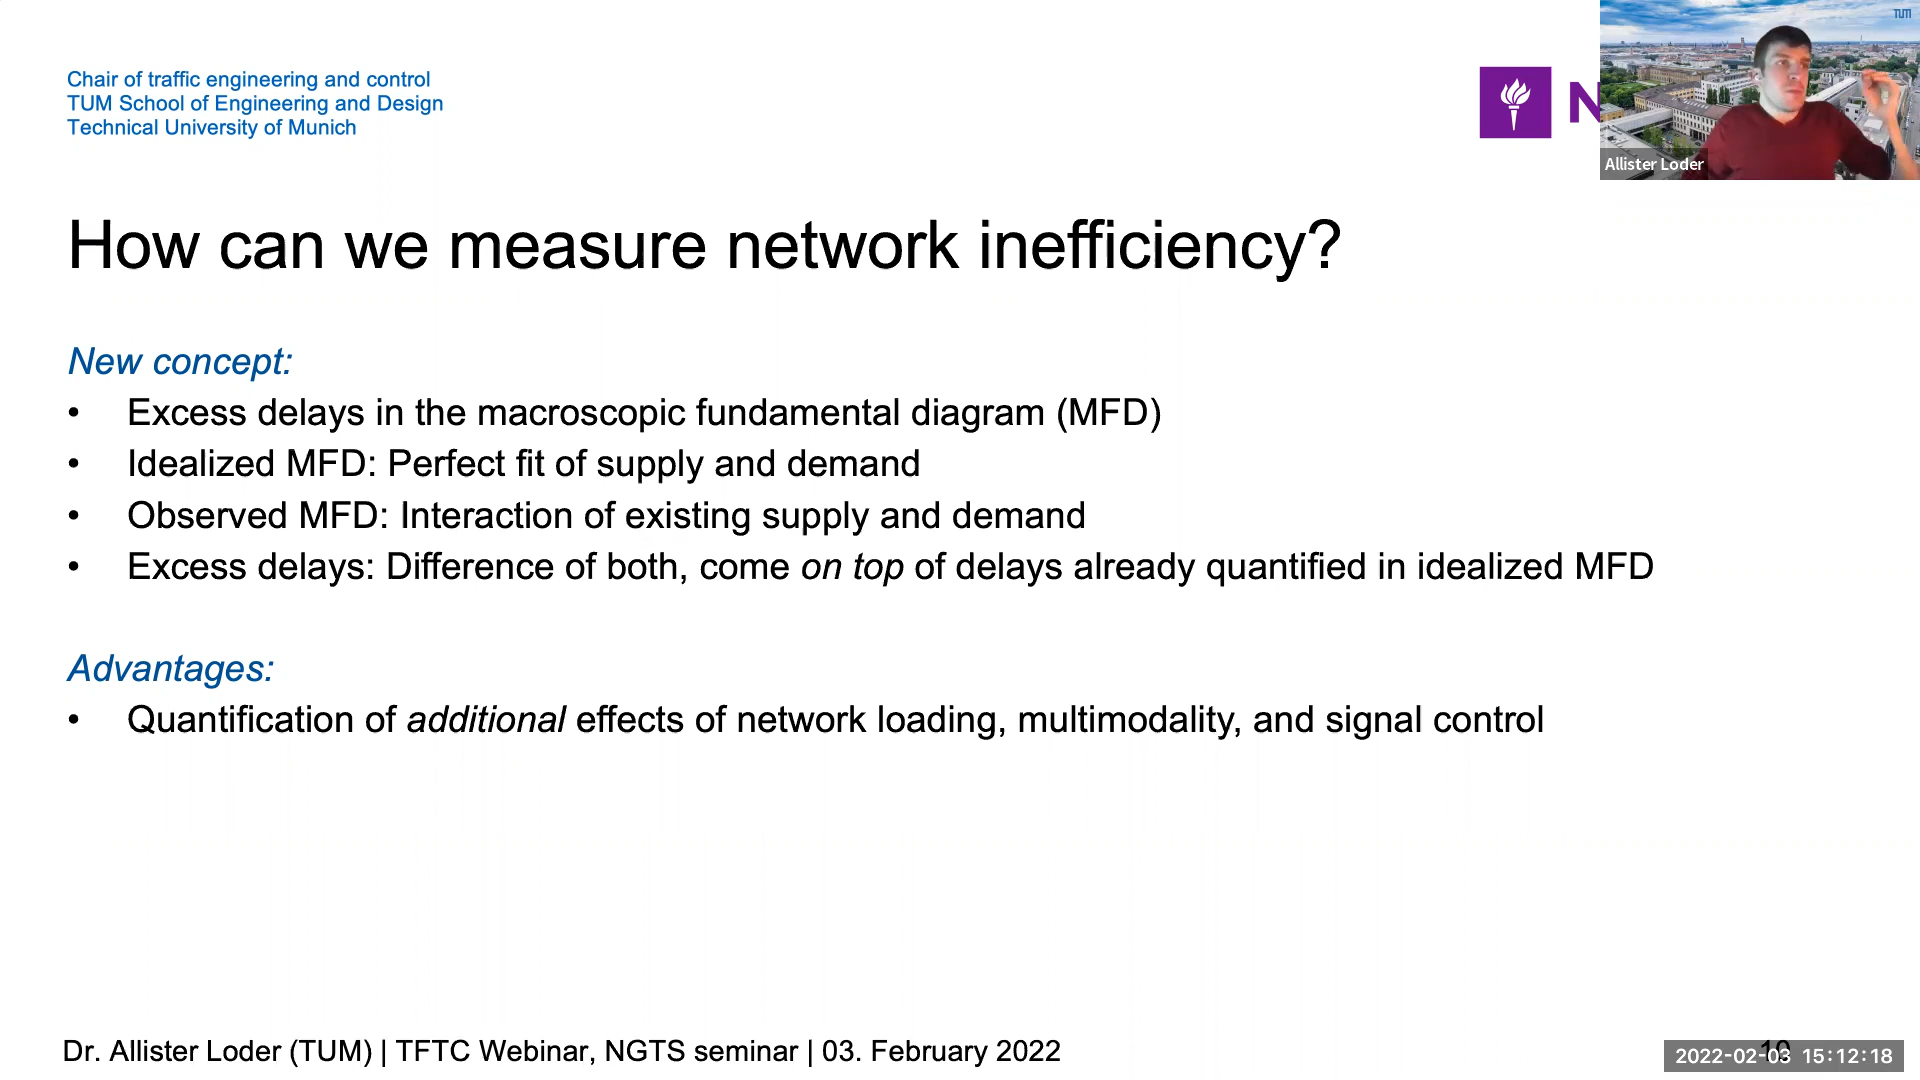 Chair of traffic engineering and control
TUM School of Engineering and Design
Technical University of Munich
TUM
Allister Loder
How can we measure network inefficiency?
New concept:
• Excess delays in the macroscopic fundamental diagram (MFD)
• Idealized MFD: Perfect fit of supply and demand
• Observed MFD: Interaction of existing supply and demand
• Excess delays: Difference of both, come on top of delays already quantified in idealized MFD
Advantages:
• Quantification of additional effects of network loading, multimodality, and signal control
Dr. Allister Loder (TUM) | TFTC Webinar, NGTS seminar | 03. February 2022
2022-02-03 15:12:18